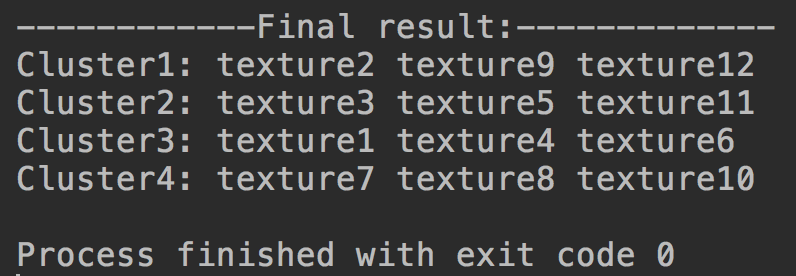 ------------Final result:-------------
Cluster1: texture2 texture9 texture12
Cluster2: texture3 texture5 texture11
Cluster3: texture1 texture4 texture6
Cluster4: texture7 texture8 texture10
Process finished with exit code 0